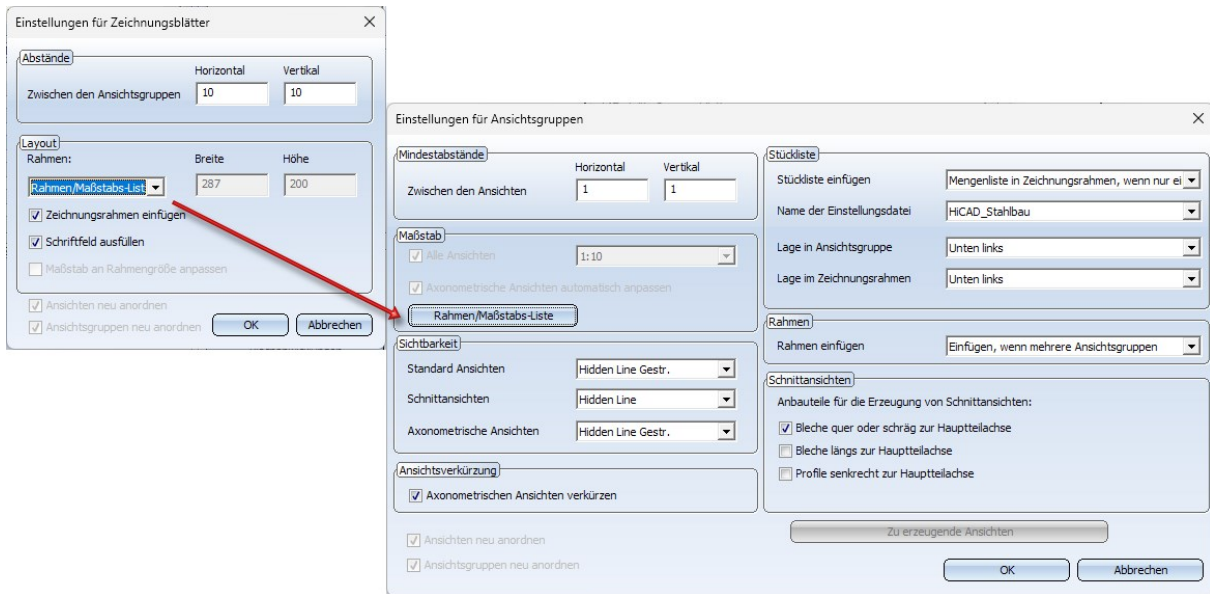 Einstellungen für Zeichnungsblätter
Abstände
Horizontal Vertikal
Zwischen den Ansichtsgruppen 10 10
Layout
Rahmen: Breite Höhe
Rahmen/Maßstabs-List 287 200
Zeichnungsrahmen einfügen
Schriftfeld ausfüllen
Maßstab an Rahmengröße anpassen
Ansichten neu anordnen
Ansichtsgruppen neu anordnen OK Abbrechen
Einstellungen für Ansichtsgruppen
Mindestabstände
Horizontal Vertikal
Zwischen den Ansichten 1 1
Maßstab
Alle Ansichten 1:10
Axonometrische Ansichten automatisch anpassen
Rahmen/Maßstabs-Liste
Sichtbarkeit
Standard Ansichten Hidden Line Gestr.
Schnittansichten Hidden Line
Axonometrische Ansichten Hidden Line Gestr.
Ansichtsverkürzung
Axonometrischen Ansichten verkürzen
Ansichten neu anordnen
Ansichtsgruppen neu anordnen
Stückliste
Stückliste einfügen Mengenliste in Zeichnungsrahmen, wenn nur ei
Name der Einstellungsdatei HiCAD_Stahlbau
Lage in Ansichtsgruppe Unten links
Lage im Zeichnungsrahmen Unten links
Rahmen
Rahmen einfügen Einfügen, wenn mehrere Ansichtsgruppen
Schnittansichten
Anbauteile für die Erzeugung von Schnittansichten:
Bleche quer oder schräg zur Hauptteilachse
Bleche längs zur Hauptteilachse
Profile senkrecht zur Hauptteilachse
Zu erzeugende Ansichten
OK Abbrechen